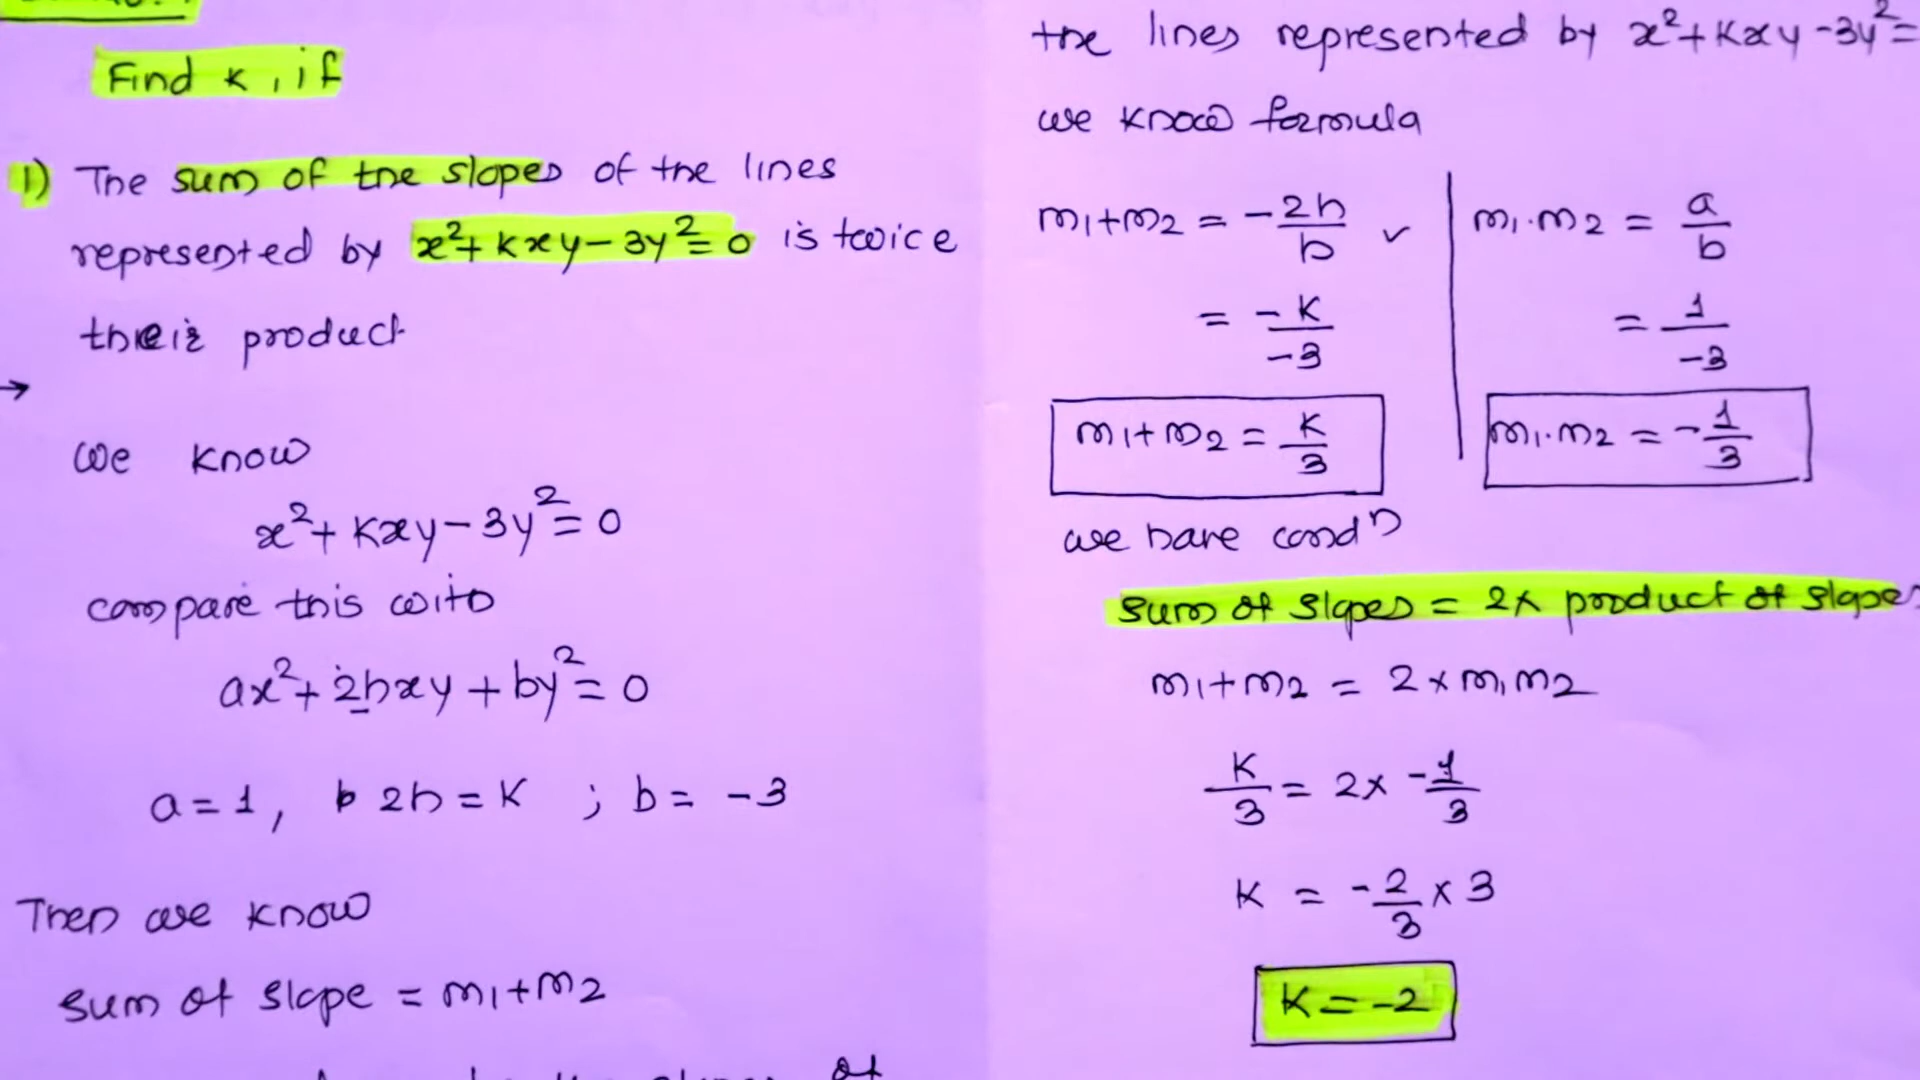 Find k, if
1) The sum of the slopes of the lines
represented by x²+kxy-3y²=0 is twice
their product
→
We know
x²+kxy-3y²=0
compare this with
ax²+2hxy+by²=0
a=1, 2h=k ; b= -3
Then we know
sum of slope = m1+m2
the lines represented by x²+kxy-3y²=
we know formula
m1+m2 = -2h/b ✓
= -k/-3
m1+m2 = k/3
m1.m2 = a/b
= 1/-3
m1.m2 = -1/3
we have condn
sum of slopes = 2x product of slopes
m1+m2 = 2×m1m2
k/3 = 2x -1/3
k = -2/3 x 3
k = -2